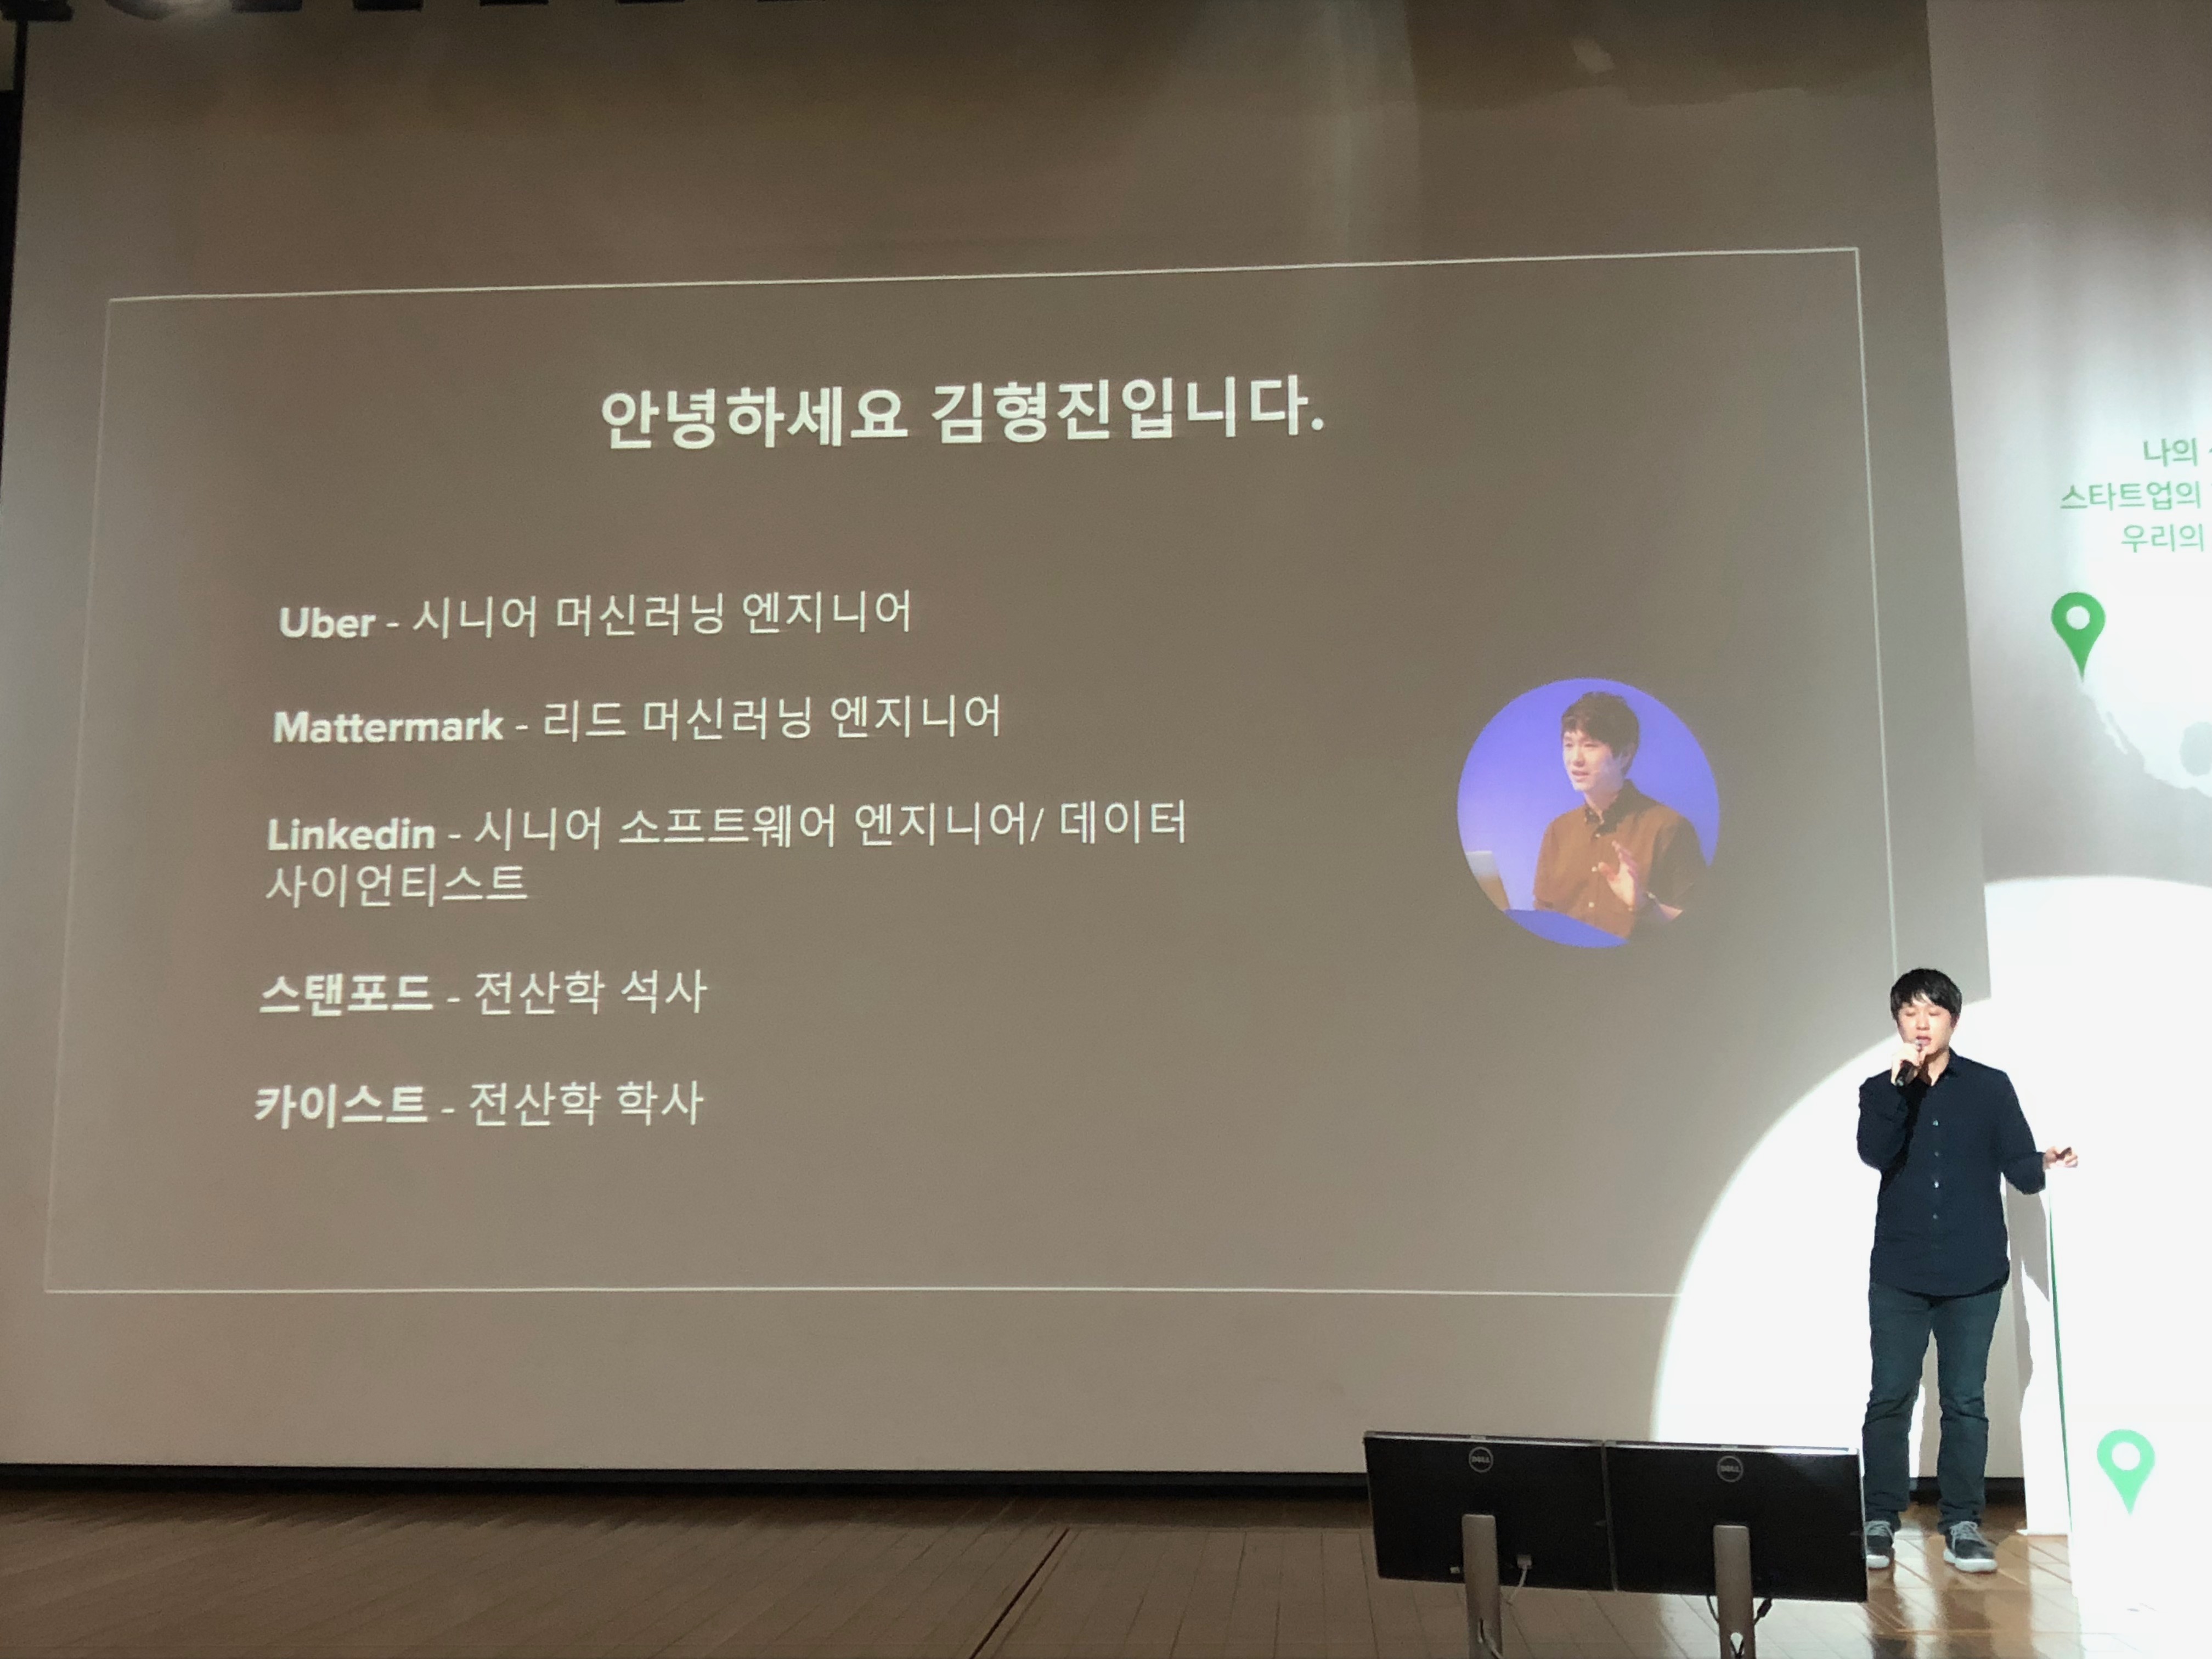 안녕하세요 김형진입니다.
Uber - 시니어 머신러닝 엔지니어
Mattermark - 리드 머신러닝 엔지니어
Linkedin - 시니어 소프트웨어 엔지니어/ 데이터
사이언티스트
스탠포드 - 전산학 석사
카이스트 - 전산학 학사
나의
스타트업의
우리의
DELL
DELL